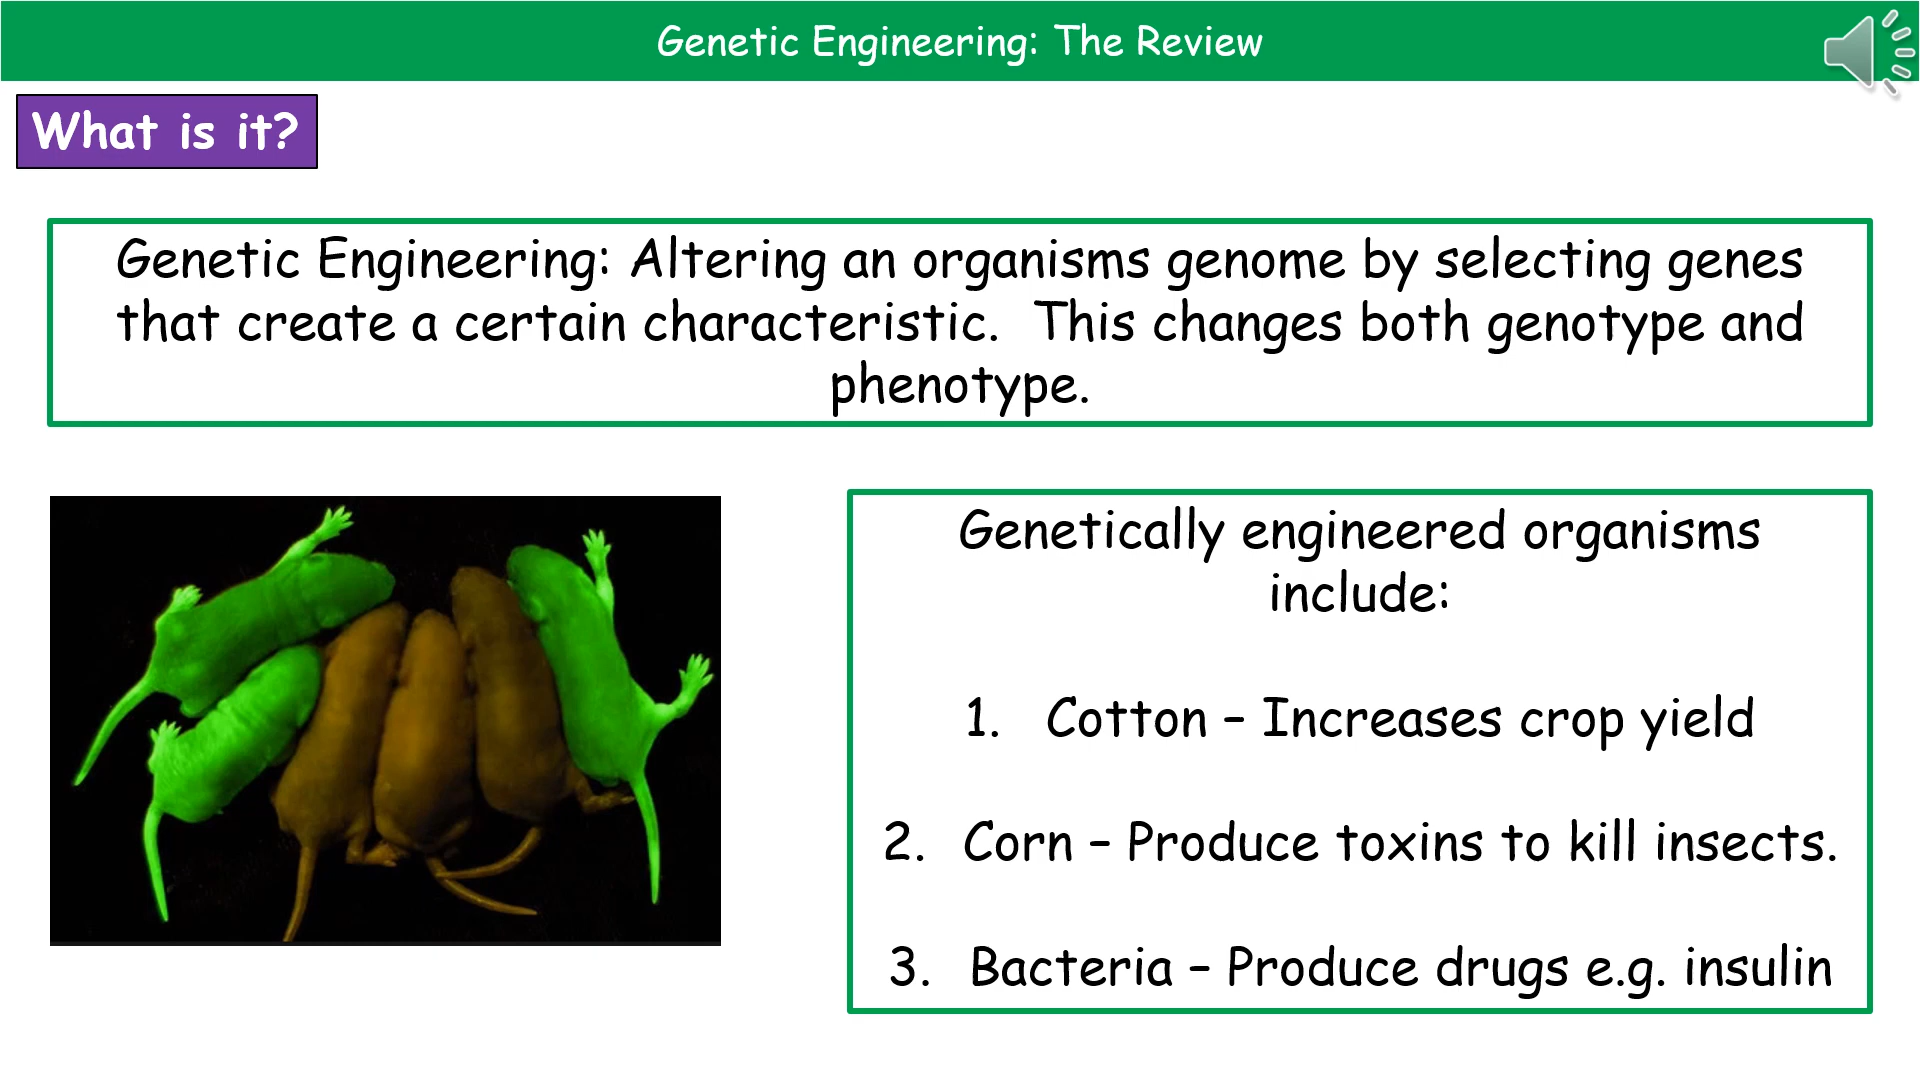 Genetic Engineering: The Review
What is it?
Genetic Engineering: Altering an organisms genome by selecting genes
that create a certain characteristic.  This changes both genotype and
phenotype.
Genetically engineered organisms
include:
1. Cotton – Increases crop yield
2. Corn – Produce toxins to kill insects.
3. Bacteria – Produce drugs e.g. insulin